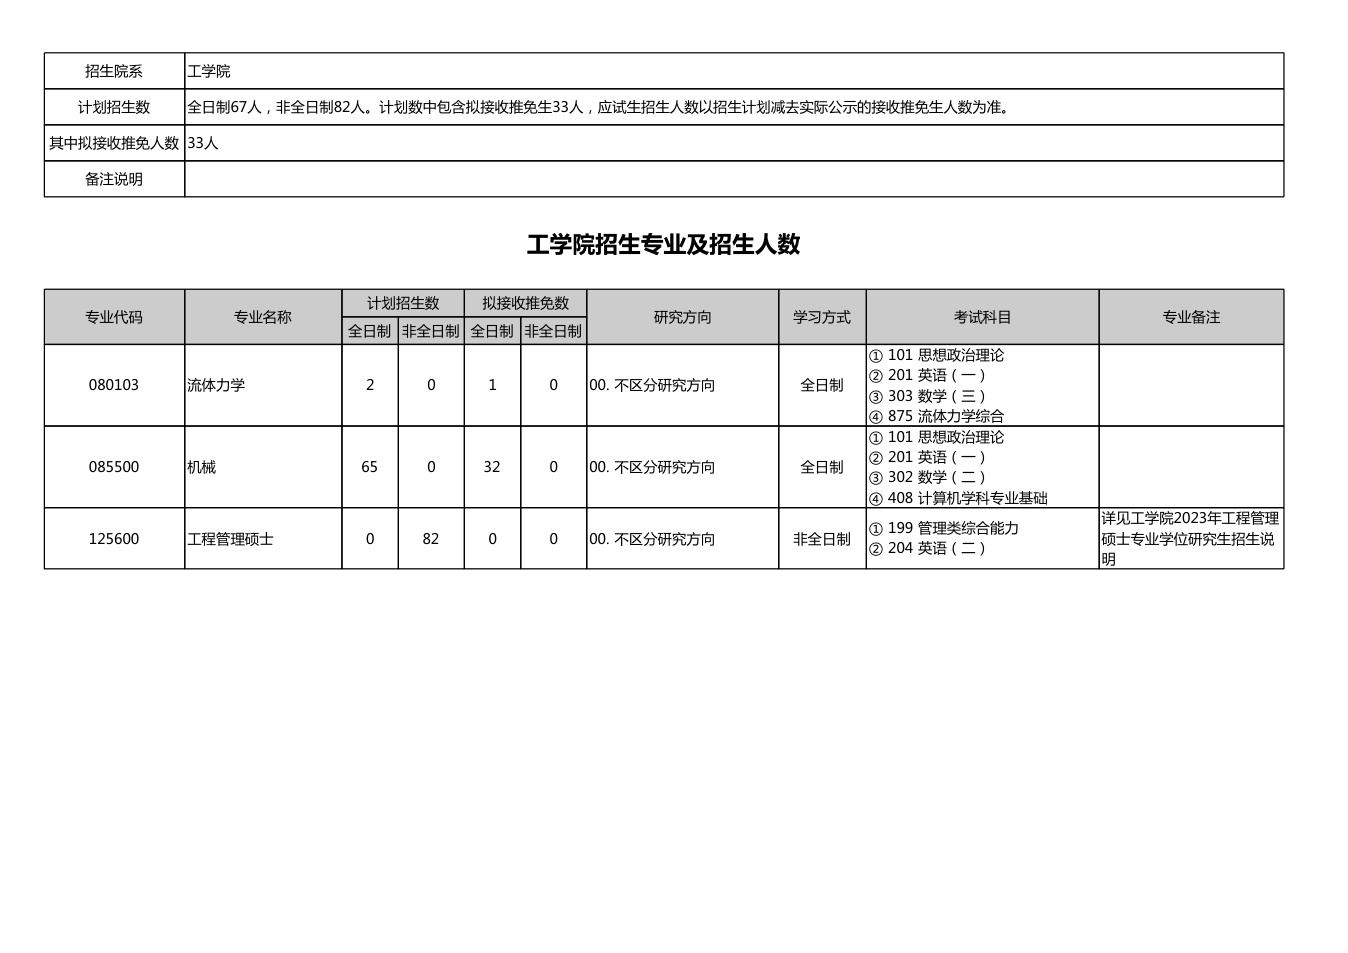 招生院系 工学院
计划招生数 全日制67人，非全日制82人。计划数中包含拟接收推免生33人，应试生招生人数以招生计划减去实际公示的接收推免生人数为准。
其中拟接收推免人数 33人
备注说明
工学院招生专业及招生人数
专业代码 专业名称 计划招生数 拟接收推免数 研究方向 学习方式 考试科目 专业备注
全日制 非全日制 全日制 非全日制
080103 流体力学 2 0 1 0 00. 不区分研究方向 全日制
① 101 思想政治理论
② 201 英语（一）
③ 303 数学（三）
④ 875 流体力学综合
085500 机械 65 0 32 0 00. 不区分研究方向 全日制
① 101 思想政治理论
② 201 英语（一）
③ 302 数学（二）
④ 408 计算机学科专业基础
125600 工程管理硕士 0 82 0 0 00. 不区分研究方向 非全日制
① 199 管理类综合能力
② 204 英语（二）
详见工学院2023年工程管理
硕士专业学位研究生招生说
明